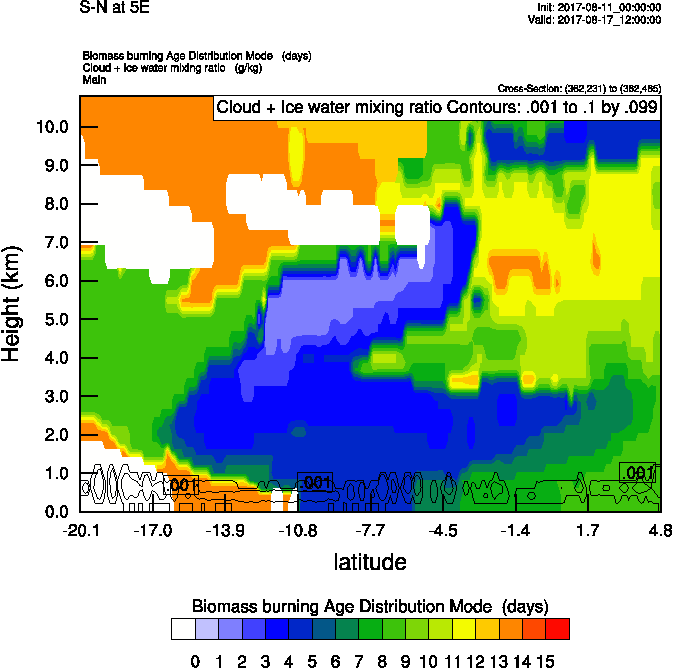 S-N at 5E
Init: 2017-08-11_00:00:00
Valid: 2017-08-17_12:00:00
Biomass burning Age Distribution Mode (days)
Cloud + Ice water mixing ratio (g/kg)
Main
Cross-Section: (362,231) to (362,485)
Cloud + Ice water mixing ratio Contours: .001 to .1 by .099
10.0
9.0
8.0
7.0
6.0
5.0
4.0
3.0
2.0
1.0
0.0
Height (km)
.001
.001
.001
-20.1 -17.0 -13.9 -10.8 -7.7 -4.5 -1.4 1.7 4.8
latitude
Biomass burning Age Distribution Mode (days)
0 1 2 3 4 5 6 7 8 9 10 11 12 13 14 15